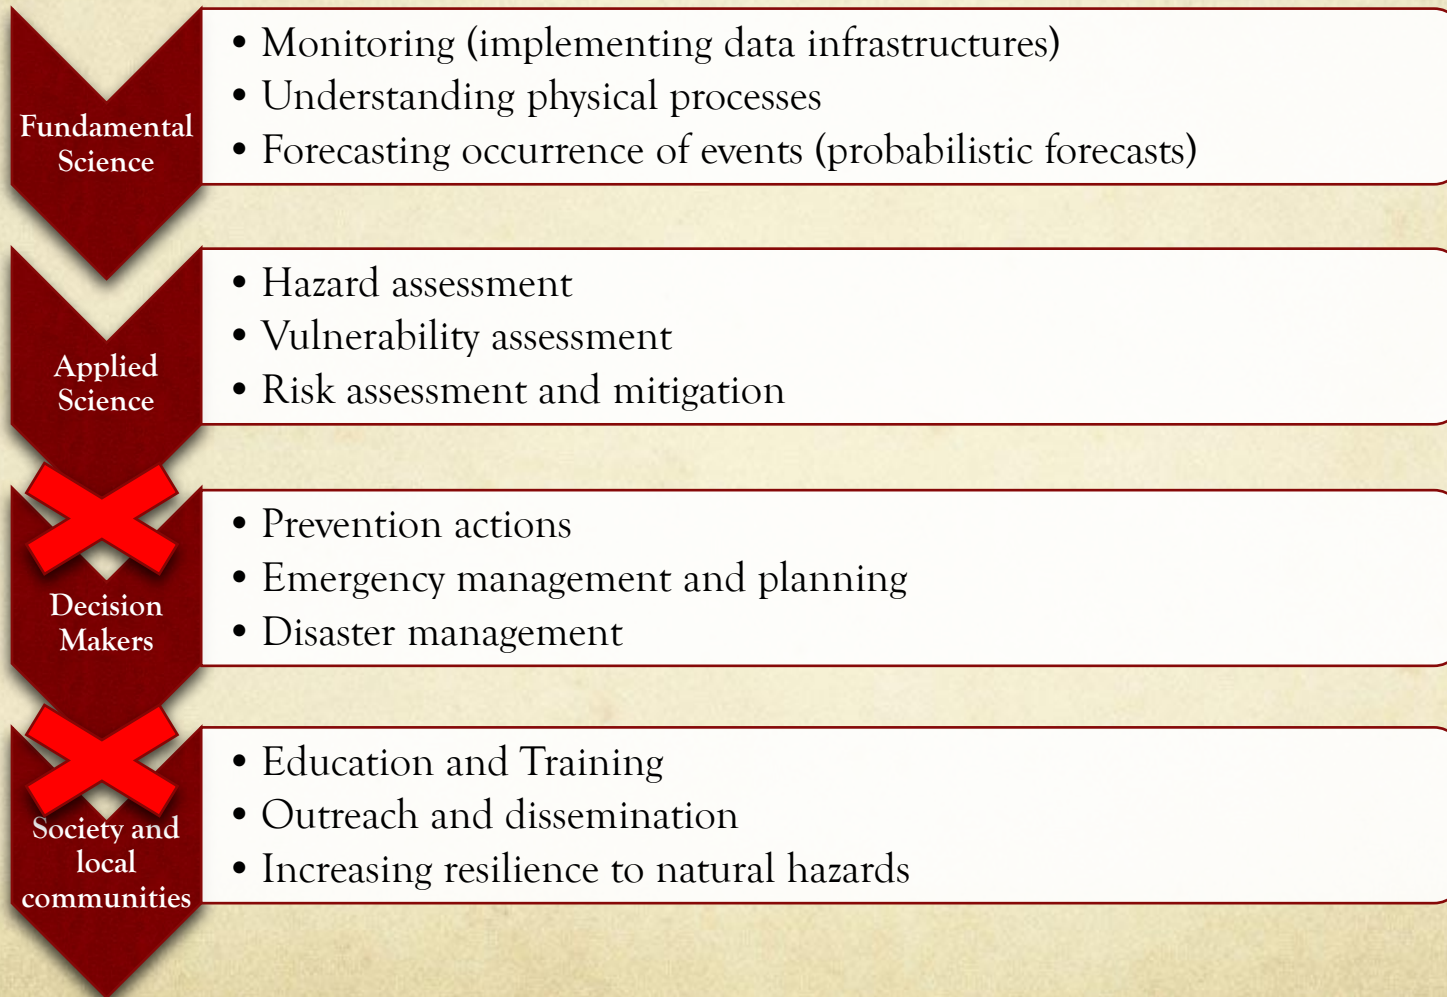 Fundamental
Science
• Monitoring (implementing data infrastructures)
• Understanding physical processes
• Forecasting occurrence of events (probabilistic forecasts)
Applied
Science
• Hazard assessment
• Vulnerability assessment
• Risk assessment and mitigation
Decision
Makers
• Prevention actions
• Emergency management and planning
• Disaster management
Society and
local
communities
• Education and Training
• Outreach and dissemination
• Increasing resilience to natural hazards